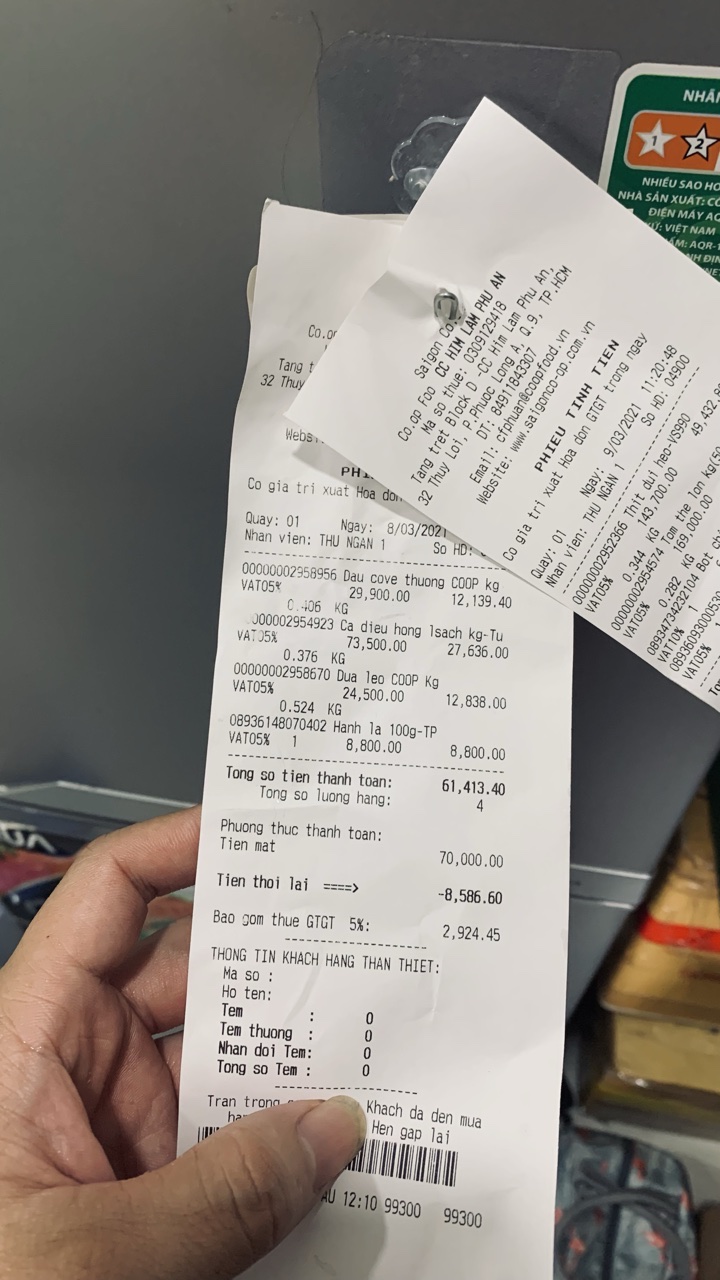 Co.o
Tang t
32 Thuy
Webs
PHI
Co gia tri xuat Hoa don
Quay: 01 Ngay: 8/03/2021
Nhan vien: THU NGAN 1 So HD:
00000002958956 Dau cove thuong COOP kg
VAT05% 29,900.00 12,139.40
0.406 KG
00000002954923 Ca dieu hong 1sach kg-Tu
VAT05% 73,500.00 27,636.00
0.376 KG
00000002958670 Dua leo COOP Kg
VAT05% 24,500.00 12,838.00
0.524 KG
08936148070402 Hanh la 100g-TP
VAT05% 1 8,800.00 8,800.00
Tong so tien thanh toan: 61,413.40
Tong so luong hang: 4
Phuong thuc thanh toan:
Tien mat 70,000.00
Tien thoi lai ====> -8,586.60
Bao gom thue GTGT 5%: 2,924.45
THONG TIN KHACH HANG THAN THIET:
Ma so :
Ho ten:
Tem : 0
Tem thuong : 0
Nhan doi Tem: 0
Tong so Tem : 0
Tran trong Khach da den mua
Hen gap lai
AU 12:10 99300 99300
Saigon Co
Co.op Foo CC HIM LAM PHU AN
Ma so thue: 0309129418
Tang tret Block D -CC Him Lam Phu An,
32 Thuy Loi, P.Phuoc Long A, Q.9, TP.HCM
DT: 84911843307
Email: cfphuan@coopfood.vn
Website: www.saigonco-op.com.vn
PHIEU TINH TIEN
Co gia tri xuat Hoa don GTGT trong ngay
Quay: 01 Ngay: 9/03/2021 11:20:48
Nhan vien: THU NGAN 1 So HD: 04900
00000002952366 Thit dui heo-VS990
VAT05% 143,700.00 49,432.8
0.344 KG
00000002954574 Tom the lon kg(50
VAT05% 169,000.00
0.282 KG
08934734232104 Bot ch
VAT10% 1
0893609300053
VAT05% 1
To
NHÃN
1 2
NHIỀU SAO HO
NHÀ SẢN XUẤT: CÔ
ĐIỆN MÁY AQ
XỨ: VIỆT NAM
ẨM: AQR-